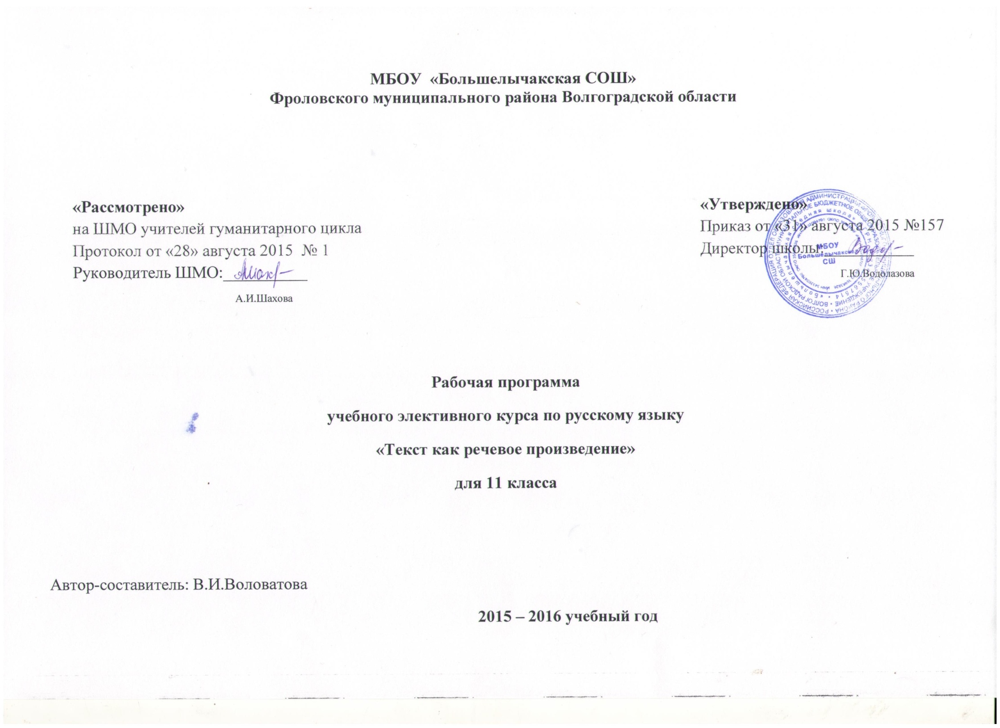 МБОУ «Большелычакская СОШ»
Фроловского муниципального района Волгоградской области
«Рассмотрено»
на ШМО учителей гуманитарного цикла
Протокол от «28» августа 2015 № 1
Руководитель ШМО:
А.И.Шахова
«Утверждено»
Приказ от «31» августа 2015 №157
Директор школы:
Г.Ю.Водолазова
МБОУ
Большелычакская
СШ
Рабочая программа
учебного элективного курса по русскому языку
«Текст как речевое произведение»
для 11 класса
Автор-составитель: В.И.Воловатова
2015 – 2016 учебный год